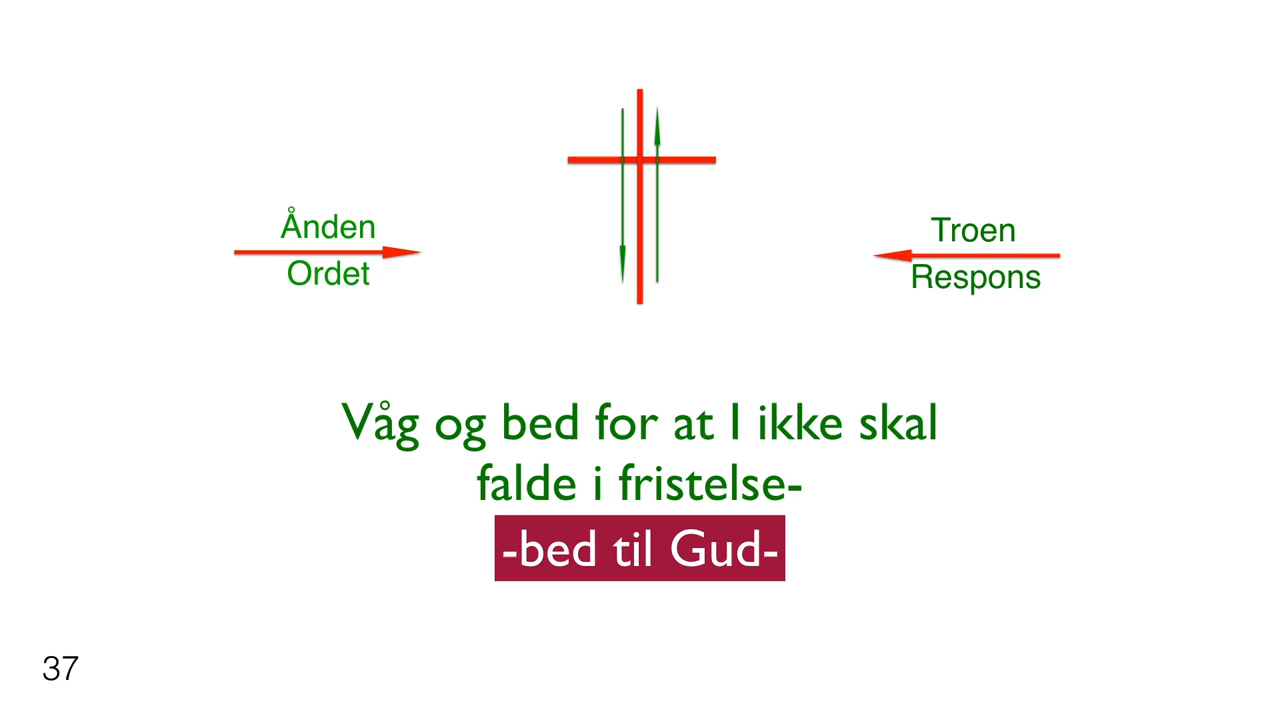 Ånden
Ordet
Troen
Respons
Våg og bed for at I ikke skal
falde i fristelse-
-bed til Gud-
37